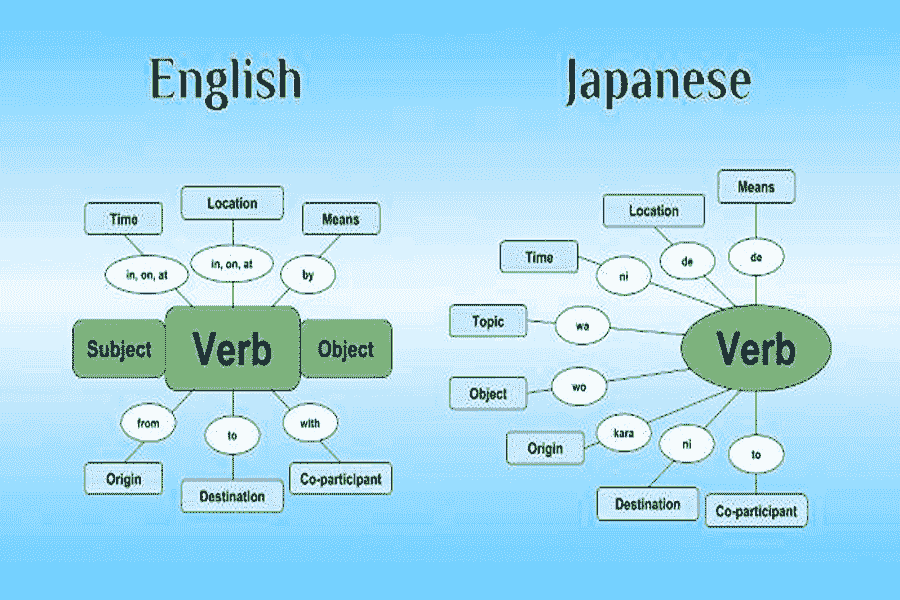 English
Japanese
Time
Location
Means
in, on, at
in, on, at
by
Subject
Verb
Object
from
to
with
Origin
Destination
Co-participant
Means
Location
Time
de
de
ni
Topic
wa
Verb
Object
wo
Origin
kara
ni
to
Destination
Co-participant